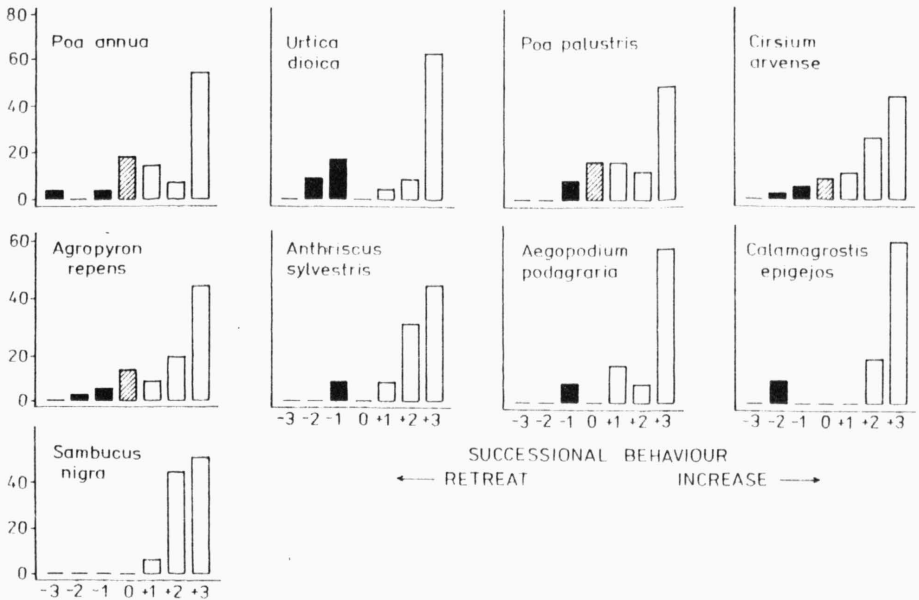 80
60
40
20
0
Poa annua
Urtica
dioica
Poa palustris
Cirsium
arvense
60
40
20
0
Agropyron
repens
Anthriscus
sylvestris
Aegopodium
podagraria
Calamagrostis
epigejos
-3 -2 -1 0 +1 +2 +3
-3 -2 -1 0 +1 +2 +3
-3 -2 -1 0 +1 +2 +3
40
20
0
Sambucus
nigra
-3 -2 -1 0 +1 +2 +3
SUCCESSIONAL BEHAVIOUR
← RETREAT INCREASE →